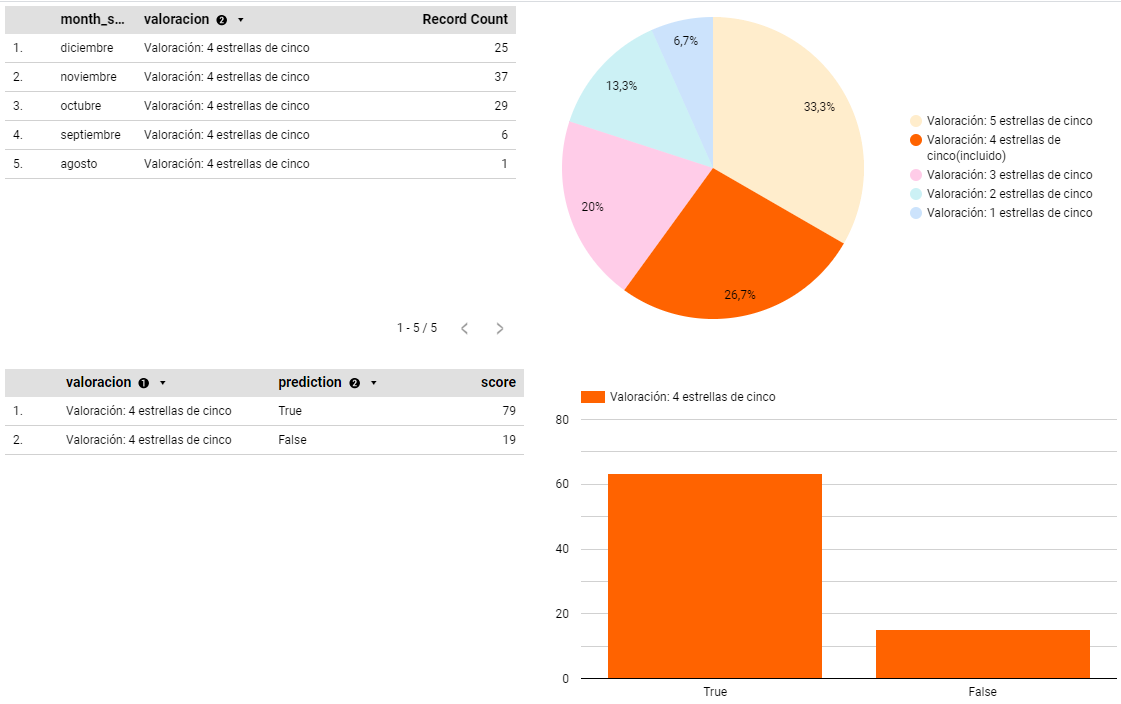 month_s... valoracion 2 Record Count
1. diciembre Valoración: 4 estrellas de cinco 25
2. noviembre Valoración: 4 estrellas de cinco 37
3. octubre Valoración: 4 estrellas de cinco 29
4. septiembre Valoración: 4 estrellas de cinco 6
5. agosto Valoración: 4 estrellas de cinco 1
1 - 5 / 5
6,7%
13,3%
33,3%
20%
26,7%
Valoración: 5 estrellas de cinco
Valoración: 4 estrellas de
cinco(incluido)
Valoración: 3 estrellas de cinco
Valoración: 2 estrellas de cinco
Valoración: 1 estrellas de cinco
valoracion 1 prediction 2 score
1. Valoración: 4 estrellas de cinco True 79
2. Valoración: 4 estrellas de cinco False 19
Valoración: 4 estrellas de cinco
80
60
40
20
0
True False